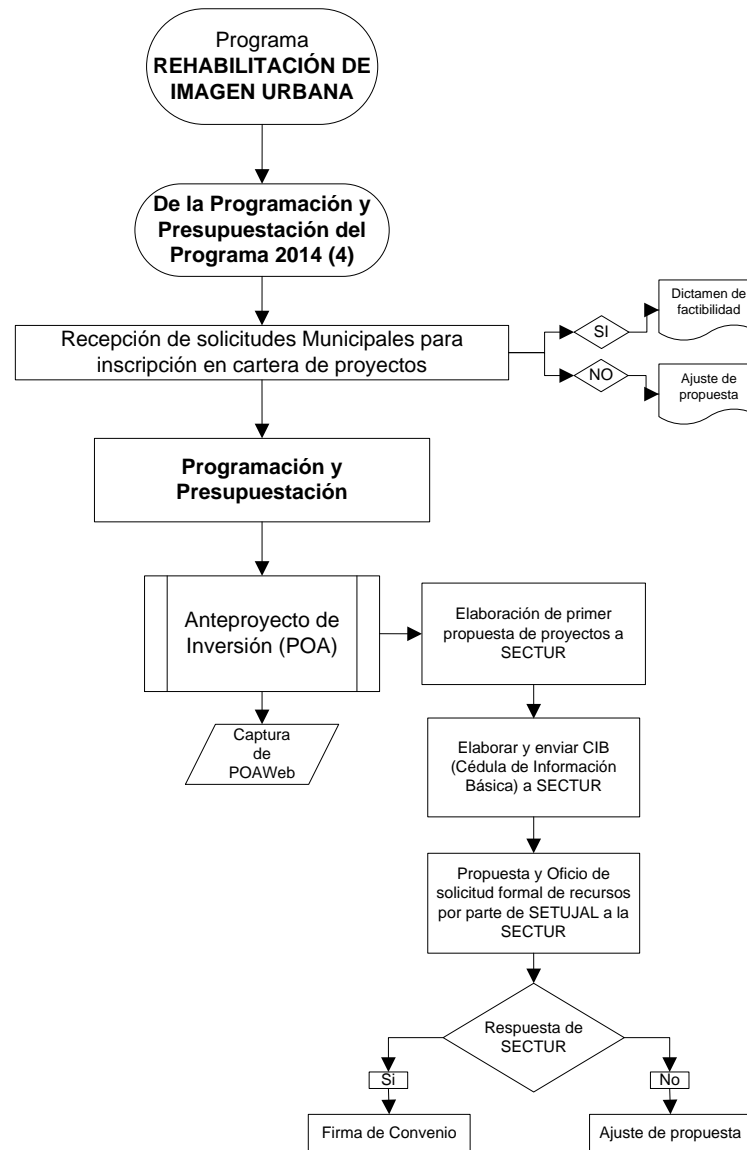 Programa
REHABILITACIÓN DE
IMAGEN URBANA
De la Programación y
Presupuestación del
Programa 2014 (4)
Recepción de solicitudes Municipales para
inscripción en cartera de proyectos
SI
Dictamen de
factibilidad
NO
Ajuste de
propuesta
Programación y
Presupuestación
Anteproyecto de
Inversión (POA)
Elaboración de primer
propuesta de proyectos a
SECTUR
Captura
de
POAWeb
Elaborar y enviar CIB
(Cédula de Información
Básica) a SECTUR
Propuesta y Oficio de
solicitud formal de recursos
por parte de SETUJAL a la
SECTUR
Respuesta de
SECTUR
Si
No
Firma de Convenio
Ajuste de propuesta